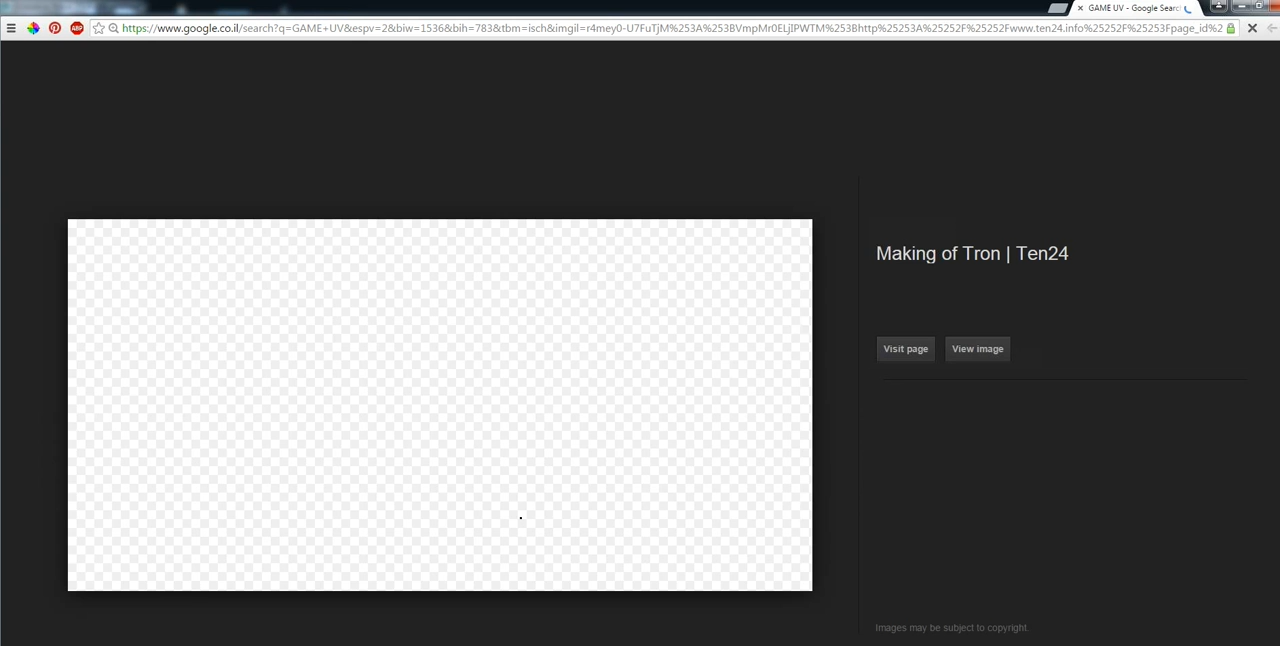 GAME UV - Google Searc
ABP
https://www.google.co.il/search?q=GAME+UV&espv=2&biw=1536&bih=783&tbm=isch&imgil=r4mey0-U7FuTjM%253A%253BVmpMr0ELjIPWTM%253Bhttp%25253A%25252F%25252Fwww.ten24.info%25252F%25253Fpage_id%2
Making of Tron | Ten24
Visit page View image
Images may be subject to copyright.